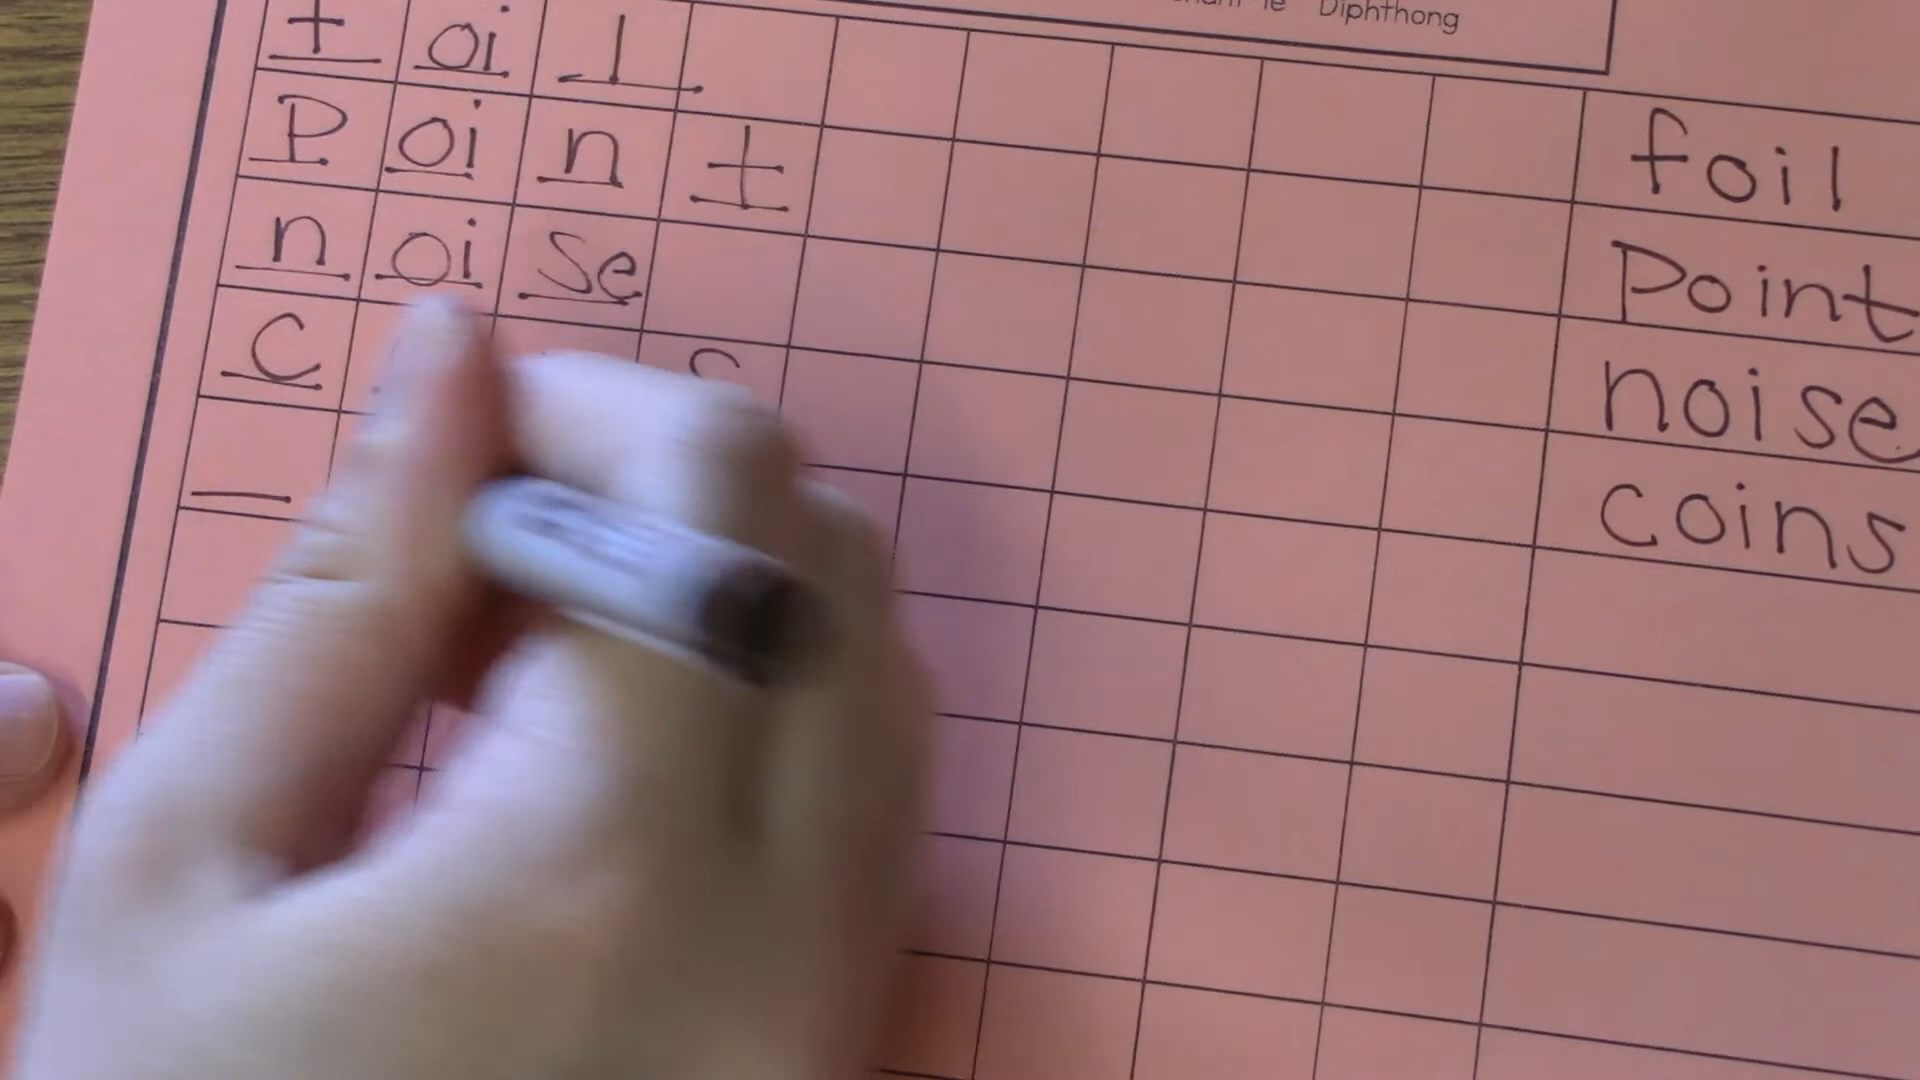 Diphthong
f oi l foil
P oi n t Point
n oi se noise
c s coins